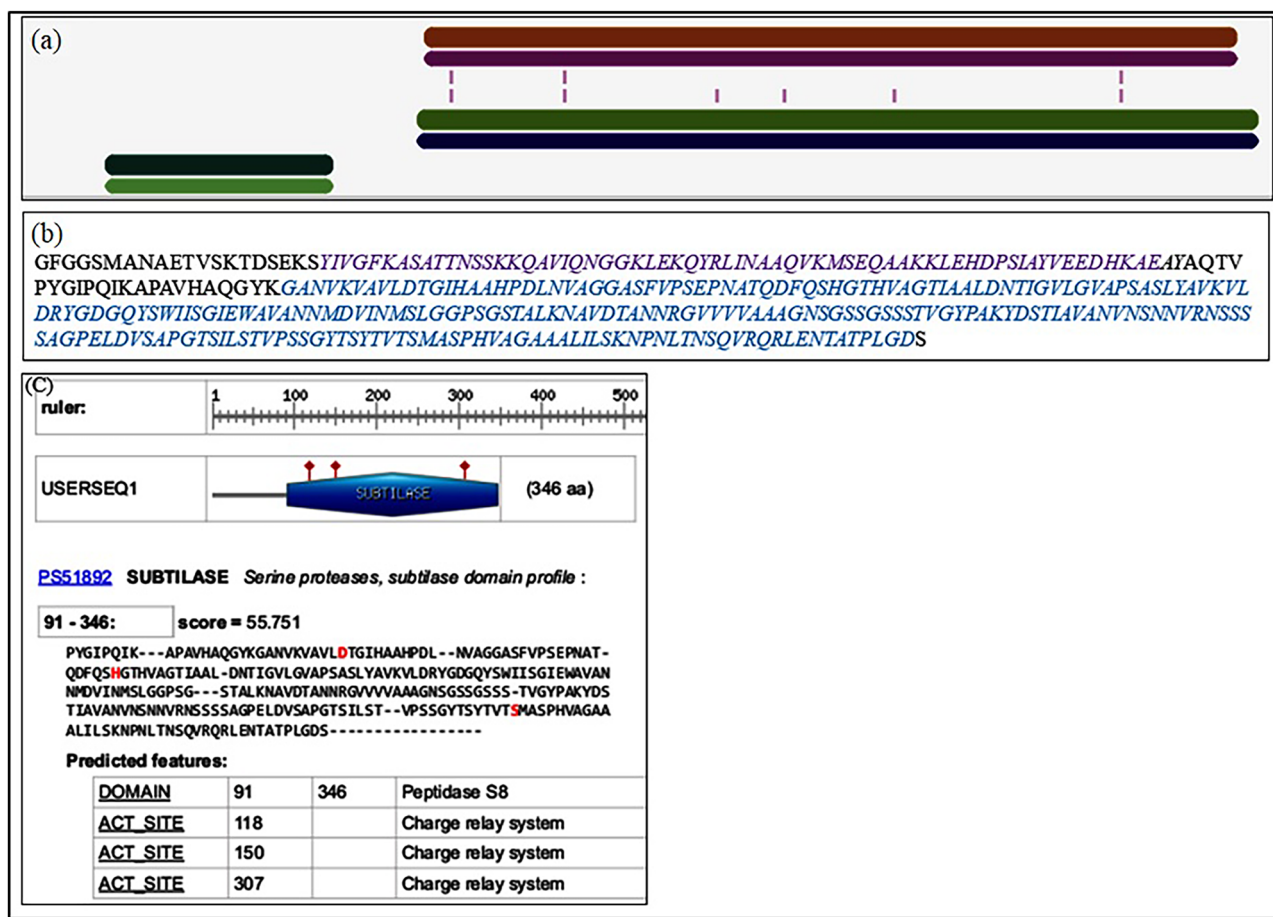 (a)
(b)
GFGGSMANAETVSKTDSEKSYIVGFKASATTNSSKKQAVIQNGGKLEKQYRLINAAQVKMSEQAAKKLEHDPSIAYVEEDHKAEAYAQTV
PYGIPQIKAPAVHAQGYKGANVKVAVLDTGIHAAHPDLNVAGGASFVPSEPNATQDFQSHGTHVAGTIAALDNTIGVLGVAPSASLYAVKVL
DRYGDGQYSWIISGIEWAVANNMDVINMSLGGPSGSTALKNAVDTANNRGVVVVAAAGNSGSSGSSSTVGYPAKYDSTIAVANVNSNNVRNSSS
SAGPELDVSAPGTSILSTVPSSGYTSYTVTSMASPHVAGAAALILSKNPNLTNSQVRQRLENTATPLGDS
(C)
ruler:
1 100 200 300 400 500
USERSEQ1
SUBTILASE
(346 aa)
PS51892 SUBTILASE Serine proteases, subtilase domain profile :
91 - 346: score = 55.751
PYGIPQIK---APAVHAQGYKGANVKVAVLDTGIHAAHPDL--NVAGGASFVPSEPNAT-
QDFQSHGTHVAGTIAAL-DNTIGVLGVAPSASLYAVKVLDRYGDGQYSWIISGIEWAVAN
NMDVINMSLGGPSG---STALKNAVDTANNRGVVVVAAAGNSGSSGSSS-TVGYPAKYDS
TIAVANVNSNNVRNSSSSAGPELDVSAPGTSILST--VPSSGYTSYTVTSMASPHVAGAA
ALILSKNPNLTNSQVRQRLENTATPLGDS-----------------
Predicted features:
DOMAIN 91 346 Peptidase S8
ACT_SITE 118 Charge relay system
ACT_SITE 150 Charge relay system
ACT_SITE 307 Charge relay system